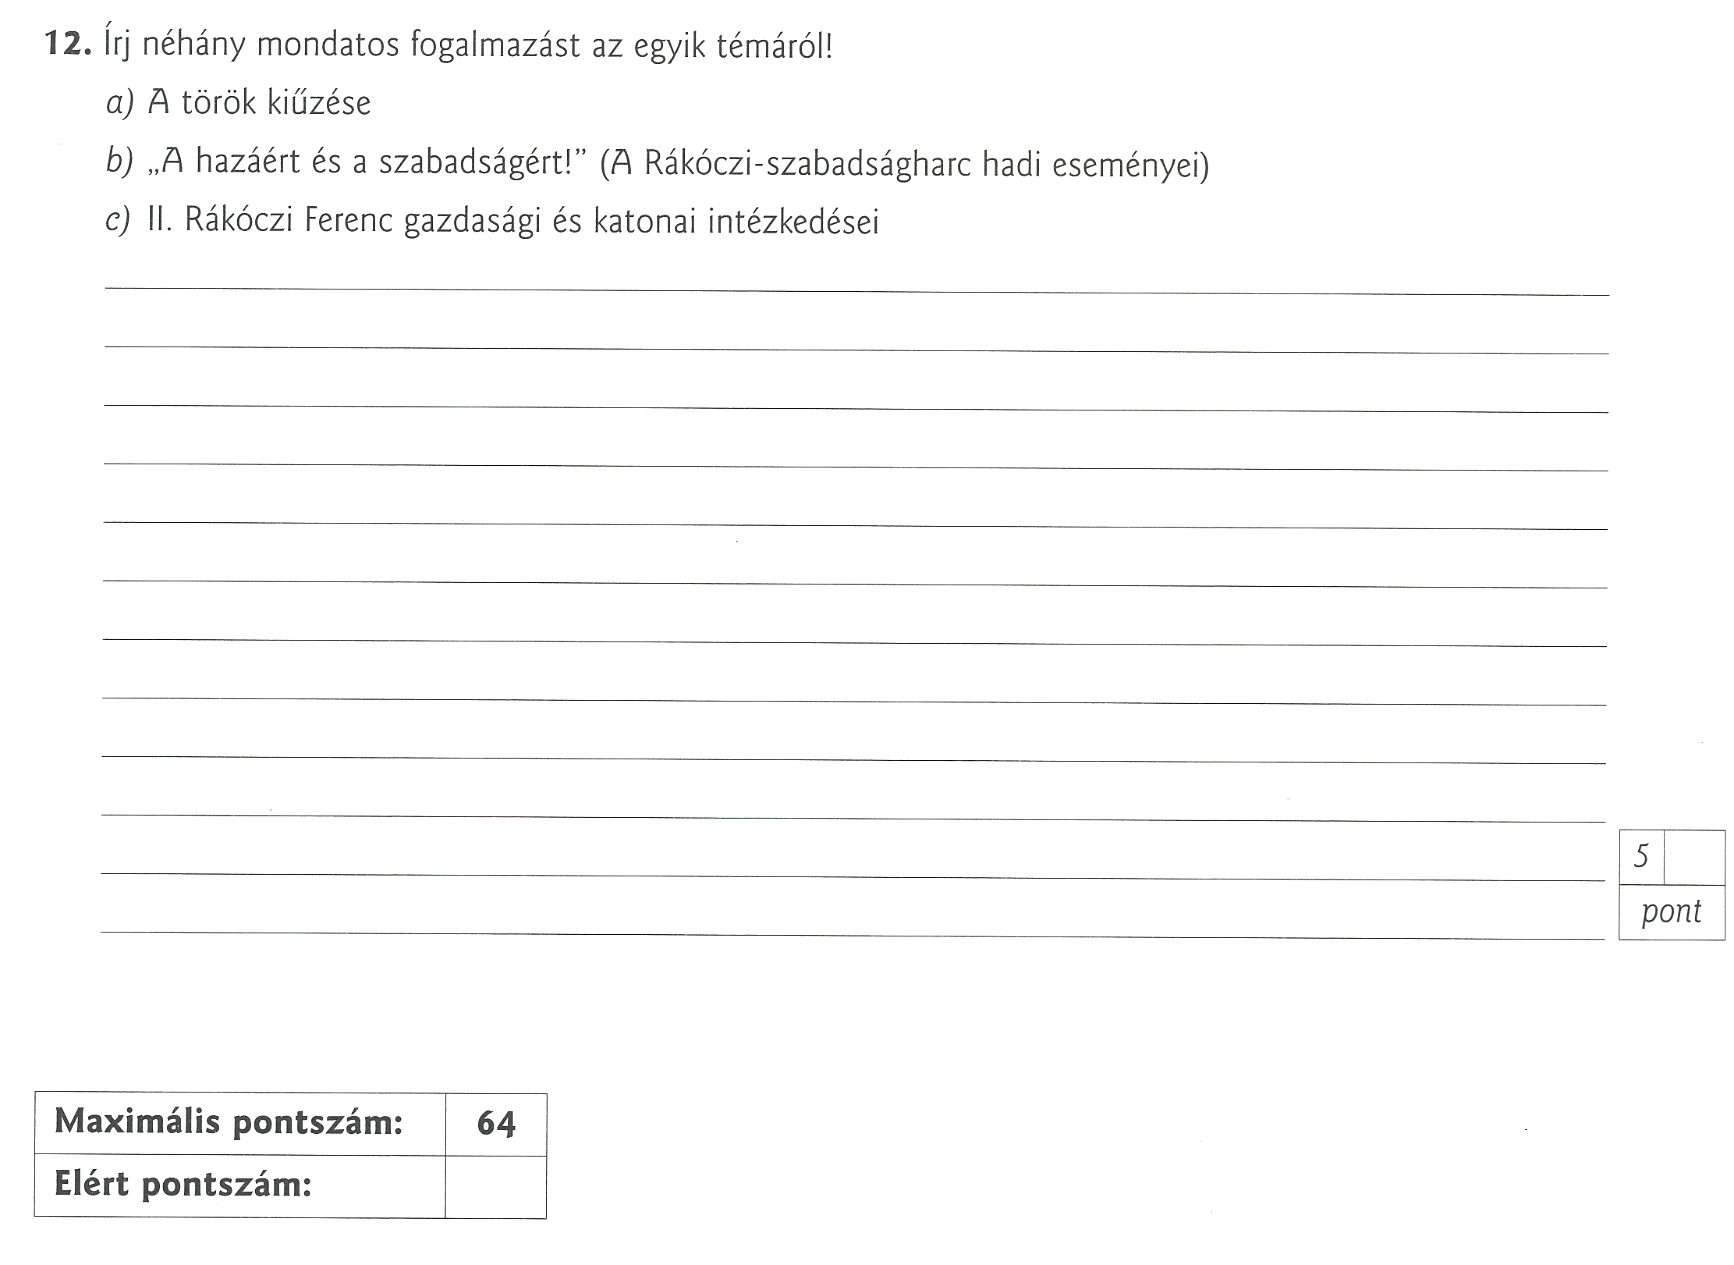 12. Írj néhány mondatos fogalmazást az egyik témáról!
a) A török kiűzése
b) „A hazáért és a szabadságért!” (A Rákóczi-szabadságharc hadi eseményei)
c) II. Rákóczi Ferenc gazdasági és katonai intézkedései
5
pont
Maximális pontszám: 64
Elért pontszám: